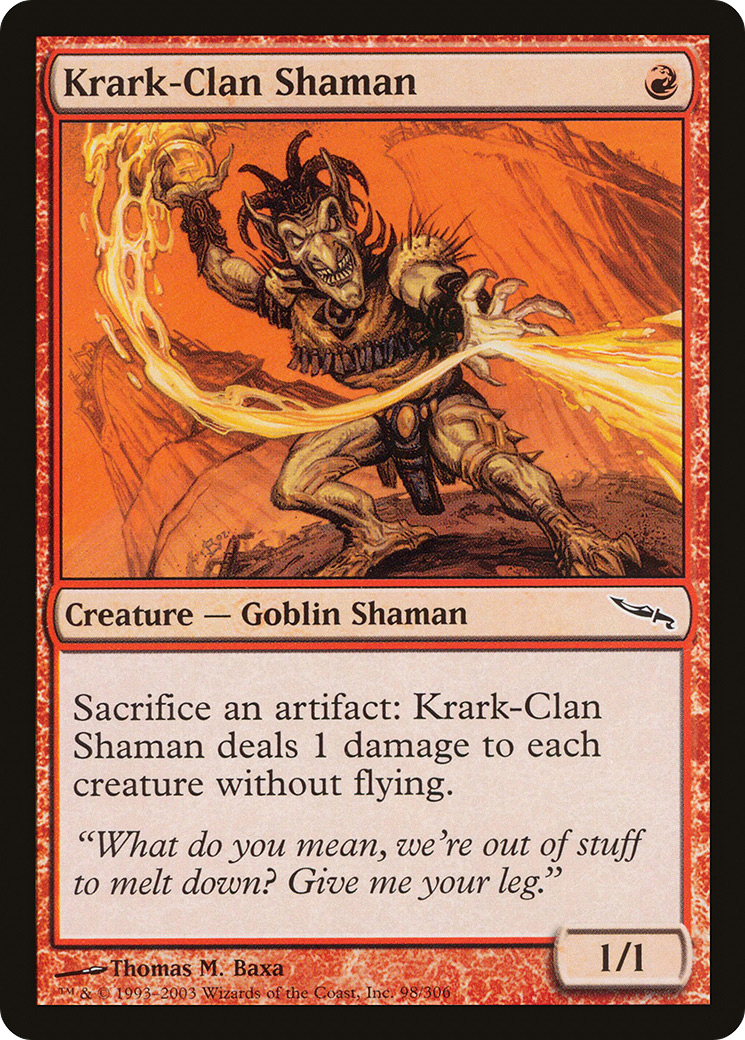 Krark-Clan Shaman
Creature — Goblin Shaman
Sacrifice an artifact: Krark-Clan
Shaman deals 1 damage to each
creature without flying.
“What do you mean, we’re out of stuff
to melt down? Give me your leg.”
1/1
Thomas M. Baxa
™ & © 1993–2003 Wizards of the Coast, Inc. 98/306